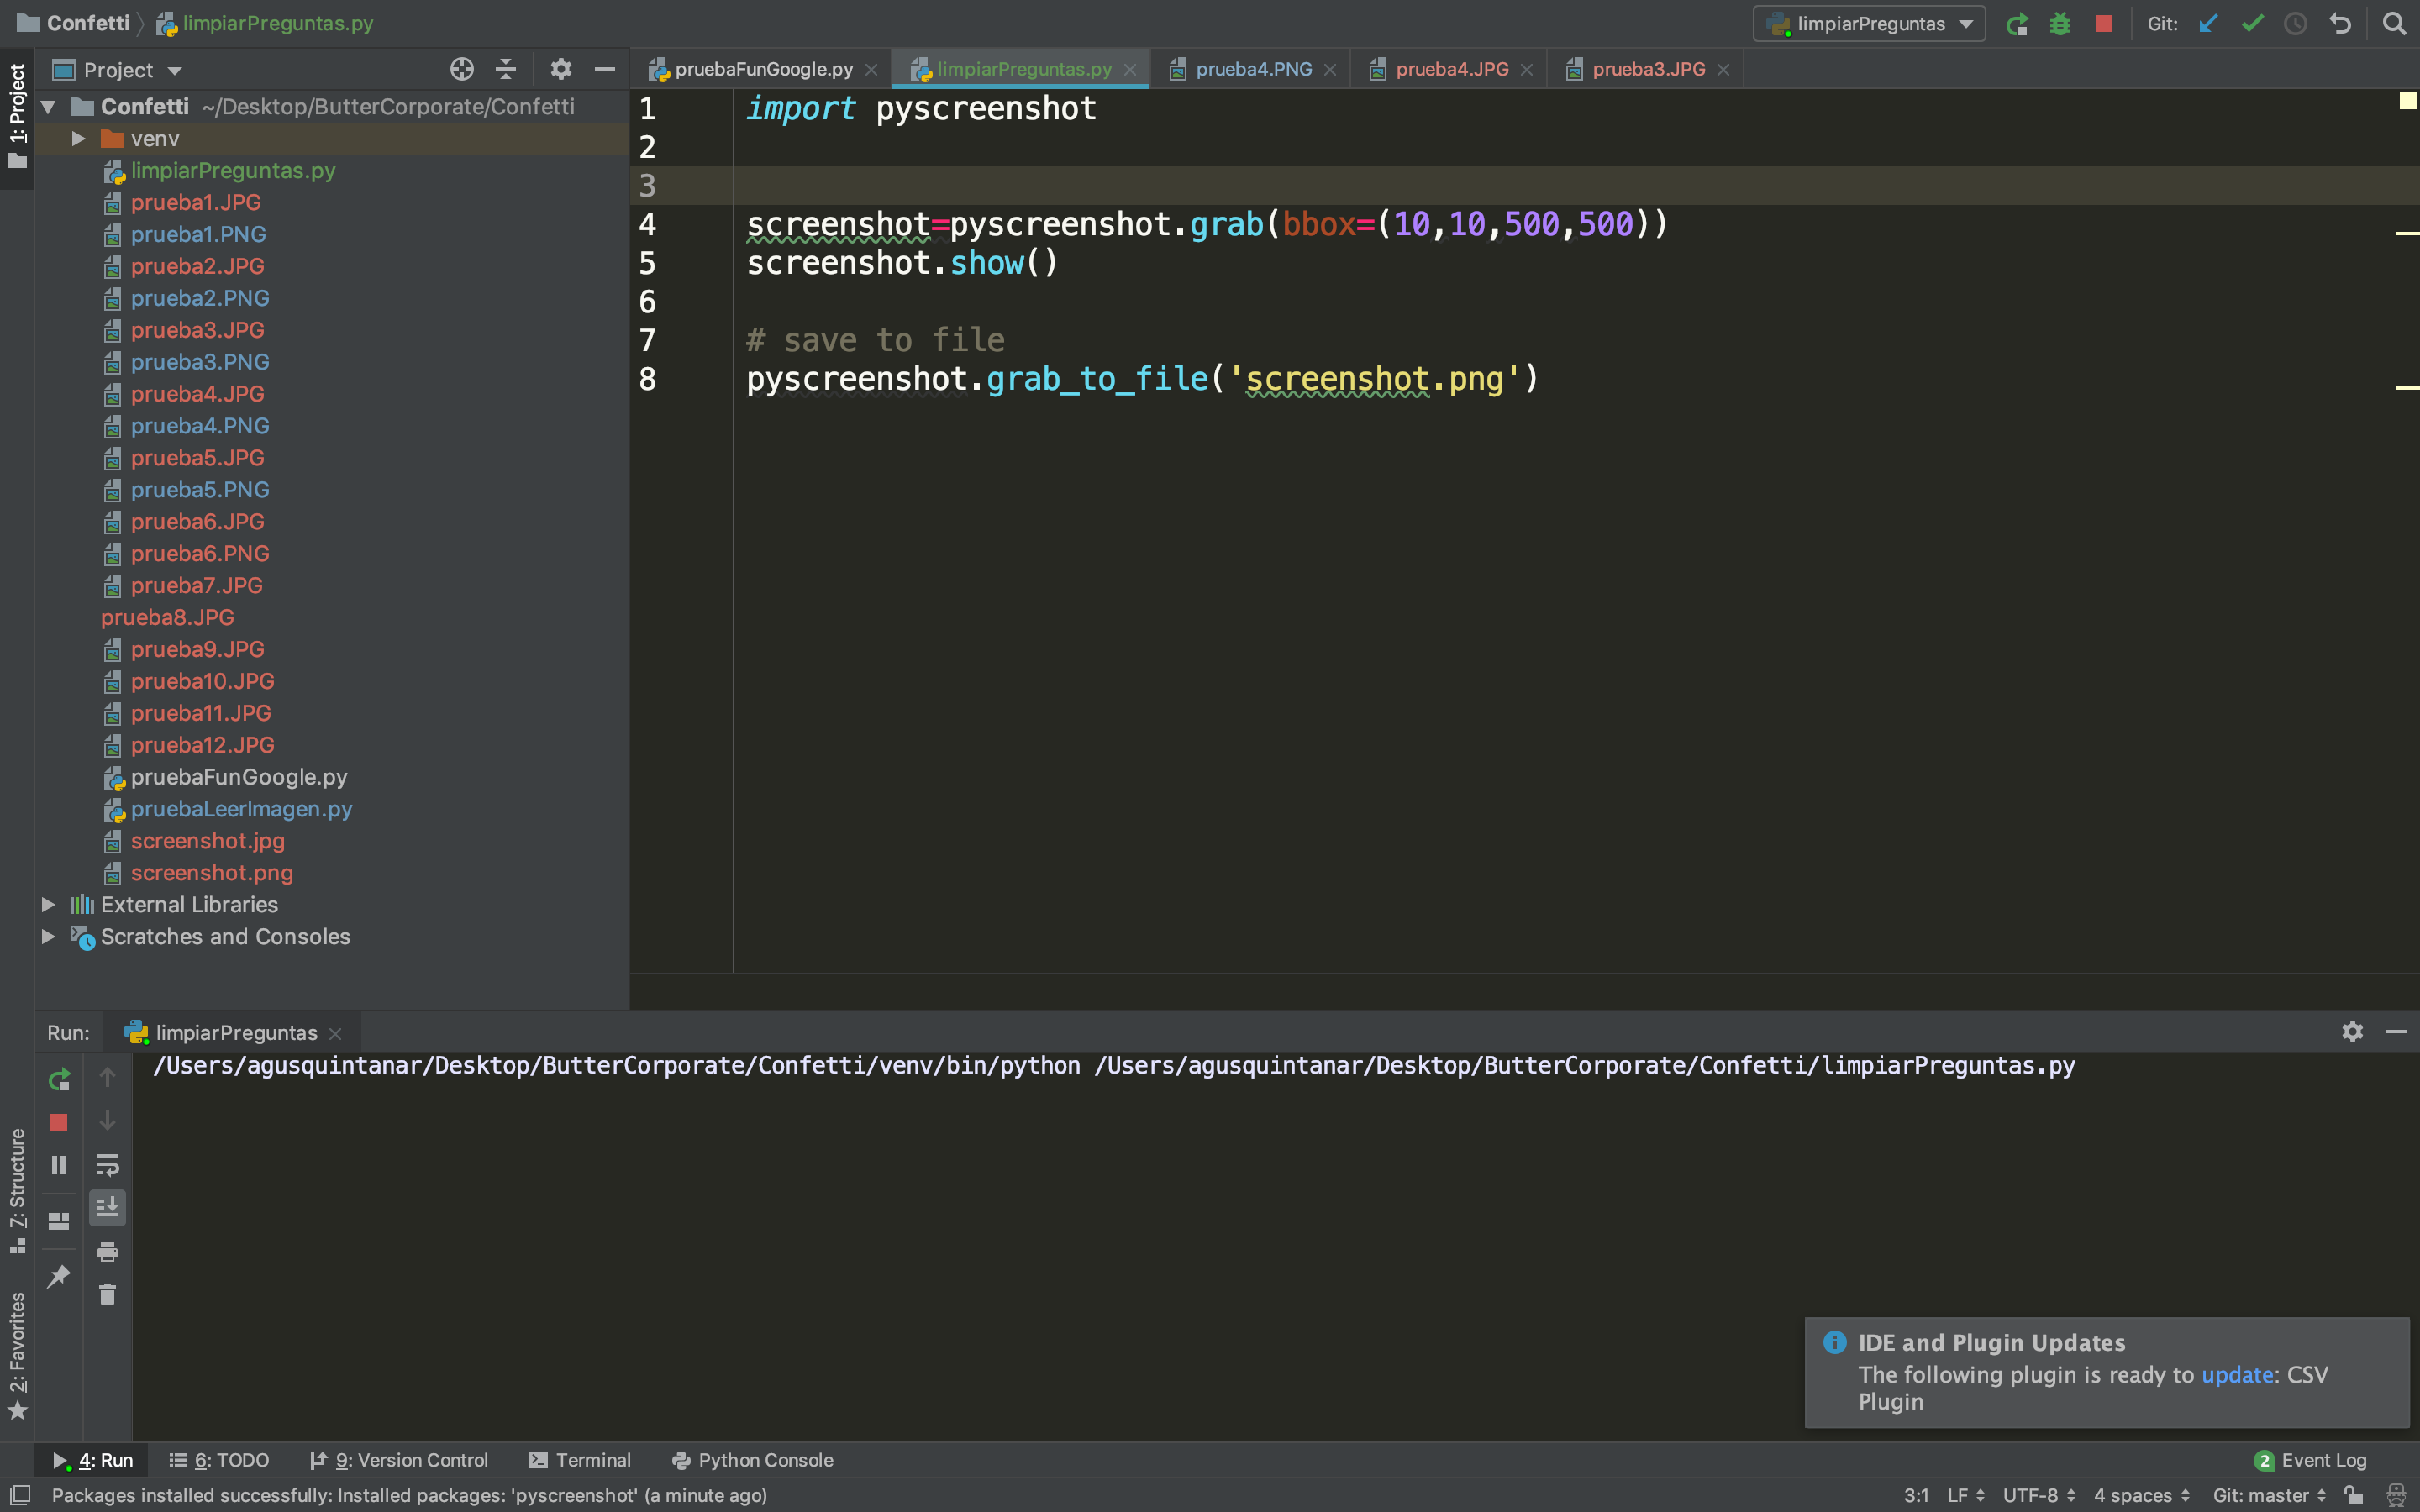 Confetti
limpiarPreguntas.py
limpiarPreguntas
Git:
1: Project
Project
pruebaFunGoogle.py
limpiarPreguntas.py
prueba4.PNG
prueba4.JPG
prueba3.JPG
Confetti ~/Desktop/ButterCorporate/Confetti
venv
limpiarPreguntas.py
prueba1.JPG
prueba1.PNG
prueba2.JPG
prueba2.PNG
prueba3.JPG
prueba3.PNG
prueba4.JPG
prueba4.PNG
prueba5.JPG
prueba5.PNG
prueba6.JPG
prueba6.PNG
prueba7.JPG
prueba8.JPG
prueba9.JPG
prueba10.JPG
prueba11.JPG
prueba12.JPG
pruebaFunGoogle.py
pruebaLeerImagen.py
screenshot.jpg
screenshot.png
External Libraries
Scratches and Consoles
1 import pyscreenshot
2
3
4 screenshot=pyscreenshot.grab(bbox=(10,10,500,500))
5 screenshot.show()
6
7 # save to file
8 pyscreenshot.grab_to_file('screenshot.png')
Run:
limpiarPreguntas
/Users/agusquintanar/Desktop/ButterCorporate/Confetti/venv/bin/python /Users/agusquintanar/Desktop/ButterCorporate/Confetti/limpiarPreguntas.py
7: Structure
2: Favorites
IDE and Plugin Updates
The following plugin is ready to update: CSV
Plugin
4: Run
6: TODO
9: Version Control
Terminal
Python Console
2 Event Log
Packages installed successfully: Installed packages: 'pyscreenshot' (a minute ago)
3:1
LF
UTF-8
4 spaces
Git: master